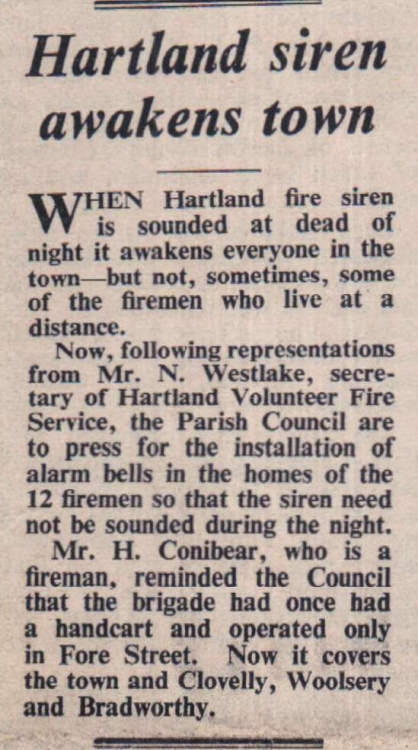 Hartland siren
awakens town
WHEN Hartland fire siren
is sounded at dead of
night it awakens everyone in the
town—but not, sometimes, some
of the firemen who live at a
distance.
Now, following representations
from Mr. N. Westlake, secre-
tary of Hartland Volunteer Fire
Service, the Parish Council are
to press for the installation of
alarm bells in the homes of the
12 firemen so that the siren need
not be sounded during the night.
Mr. H. Conibear, who is a
fireman, reminded the Council
that the brigade had once had
a handcart and operated only
in Fore Street. Now it covers
the town and Clovelly, Woolsery
and Bradworthy.